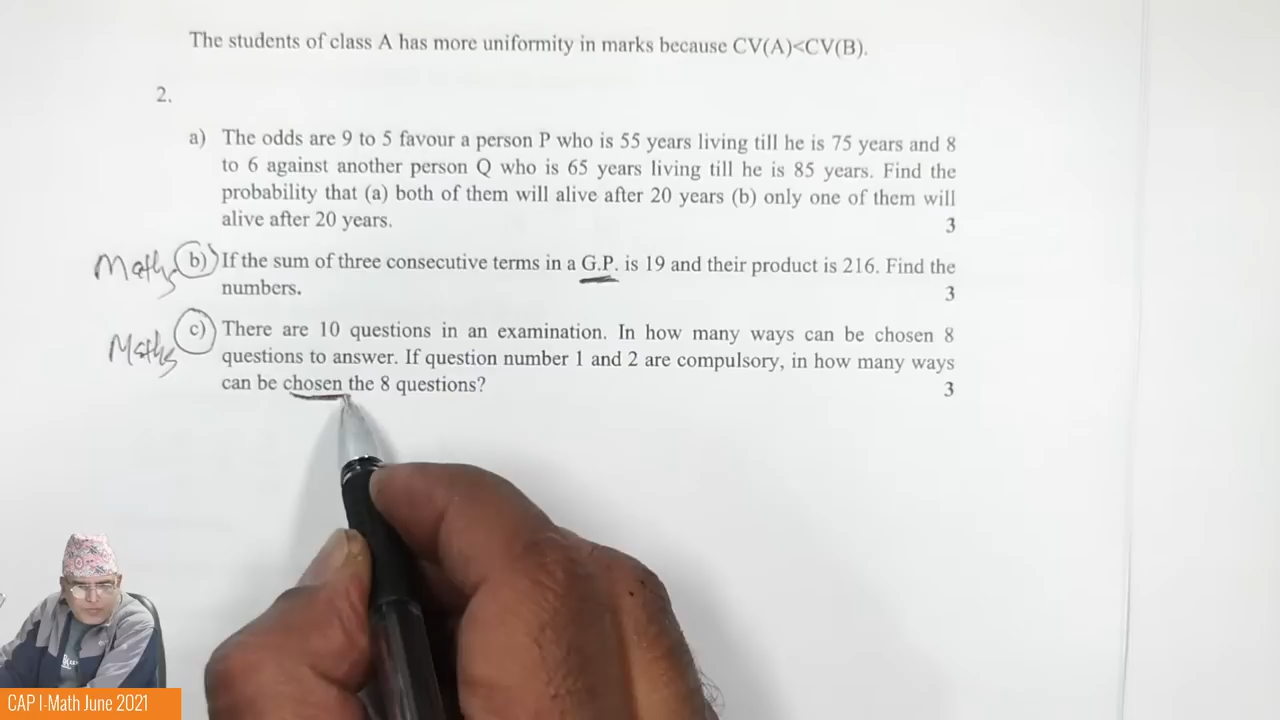 The students of class A has more uniformity in marks because CV(A)<CV(B).
2.
a) The odds are 9 to 5 favour a person P who is 55 years living till he is 75 years and 8
to 6 against another person Q who is 65 years living till he is 85 years. Find the
probability that (a) both of them will alive after 20 years (b) only one of them will
alive after 20 years. 3
Maths b) If the sum of three consecutive terms in a G.P. is 19 and their product is 216. Find the
numbers. 3
Maths c) There are 10 questions in an examination. In how many ways can be chosen 8
questions to answer. If question number 1 and 2 are compulsory, in how many ways
can be chosen the 8 questions? 3
CAP I-Math June 2021